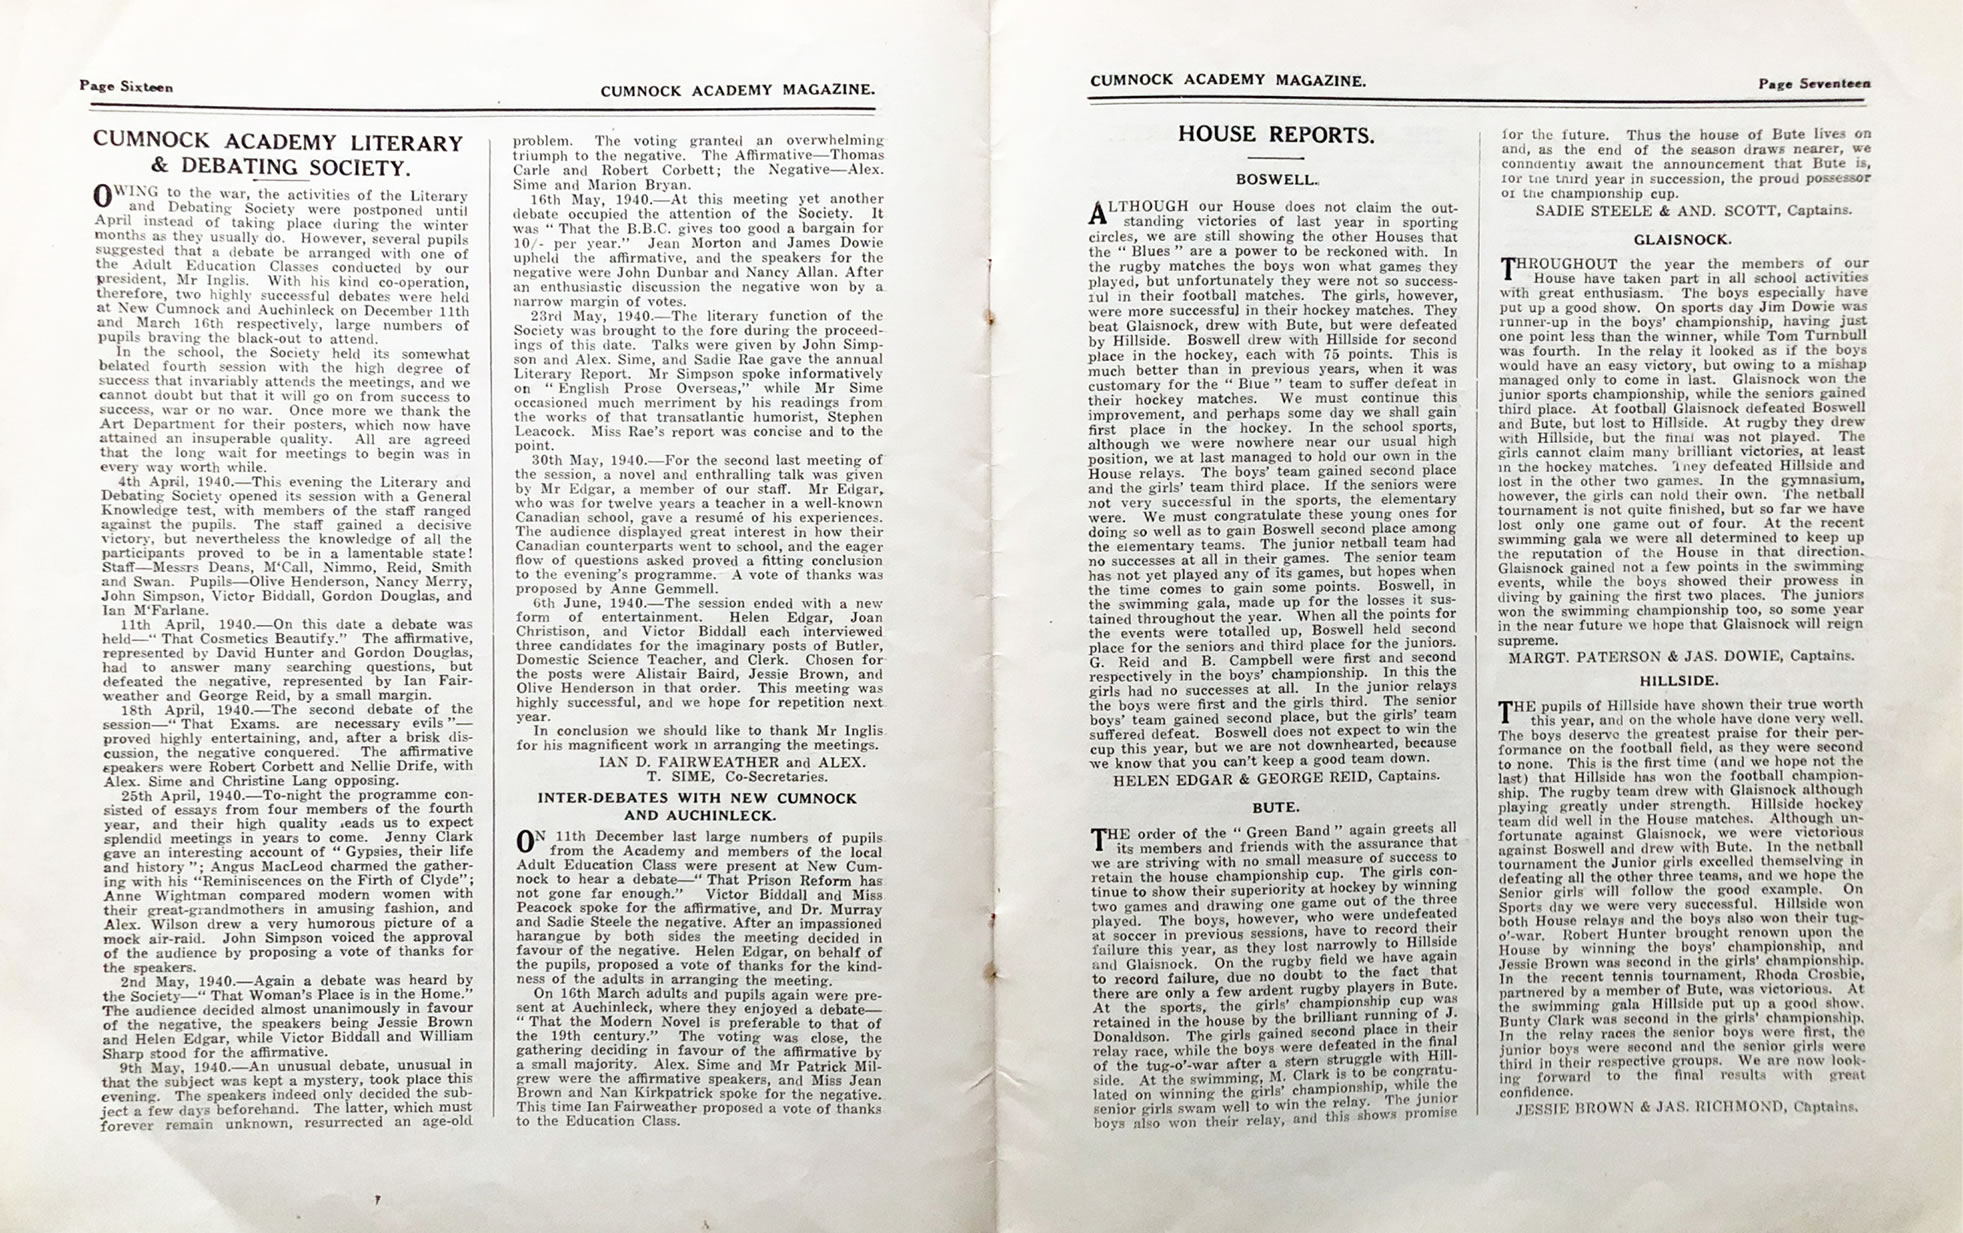 Page Sixteen
CUMNOCK ACADEMY MAGAZINE.
CUMNOCK ACADEMY LITERARY
& DEBATING SOCIETY.
OWING to the war, the activities of the Literary
and Debating Society were postponed until
April instead of taking place during the winter
months as they usually do. However, several pupils
suggested that a debate be arranged with one of
the Adult Education Classes conducted by our
president, Mr Inglis. With his kind co-operation,
therefore, two highly successful debates were held
at New Cumnock and Auchinleck on December 11th
and March 16th respectively, large numbers of
pupils braving the black-out to attend.
In the school, the Society held its somewhat
belated fourth session with the high degree of
success that invariably attends the meetings, and we
cannot doubt but that it will go on from success to
success, war or no war. Once more we thank the
Art Department for their posters, which now have
attained an insuperable quality. All are agreed
that the long wait for meetings to begin was in
every way worth while.
4th April, 1940.—This evening the Literary and
Debating Society opened its session with a General
Knowledge test, with members of the staff ranged
against the pupils. The staff gained a decisive
victory, but nevertheless the knowledge of all the
participants proved to be in a lamentable state!
Staff—Messrs Deans, M'Call, Nimmo, Reid, Smith
and Swan. Pupils—Olive Henderson, Nancy Merry,
John Simpson, Victor Biddall, Gordon Douglas, and
Ian M'Farlane.
11th April, 1940.—On this date a debate was
held—" That Cosmetics Beautify." The affirmative,
represented by David Hunter and Gordon Douglas,
had to answer many searching questions, but
defeated the negative, represented by Ian Fair-
weather and George Reid, by a small margin.
18th April, 1940.—The second debate of the
session—" That Exams. are necessary evils "—
proved highly entertaining, and, after a brisk dis-
cussion, the negative conquered. The affirmative
speakers were Robert Corbett and Nellie Drife, with
Alex. Sime and Christine Lang opposing.
25th April, 1940.—To-night the programme con-
sisted of essays from four members of the fourth
year, and their high quality leads us to expect
splendid meetings in years to come. Jenny Clark
gave an interesting account of " Gypsies, their life
and history "; Angus MacLeod charmed the gather-
ing with his "Reminiscences on the Firth of Clyde";
Anne Wightman compared modern women with
their great-grandmothers in amusing fashion, and
Alex. Wilson drew a very humorous picture of a
mock air-raid. John Simpson voiced the approval
of the audience by proposing a vote of thanks for
the speakers.
2nd May, 1940.—Again a debate was heard by
the Society—" That Woman's Place is in the Home."
The audience decided almost unanimously in favour
of the negative, the speakers being Jessie Brown
and Helen Edgar, while Victor Biddall and William
Sharp stood for the affirmative.
9th May, 1940.—An unusual debate, unusual in
that the subject was kept a mystery, took place this
evening. The speakers indeed only decided the sub-
ject a few days beforehand. The latter, which must
forever remain unknown, resurrected an age-old
problem. The voting granted an overwhelming
triumph to the negative. The Affirmative—Thomas
Carle and Robert Corbett; the Negative—Alex.
Sime and Marion Bryan.
16th May, 1940.—At this meeting yet another
debate occupied the attention of the Society. It
was " That the B.B.C. gives too good a bargain for
10/- per year." Jean Morton and James Dowie
upheld the affirmative, and the speakers for the
negative were John Dunbar and Nancy Allan. After
an enthusiastic discussion the negative won by a
narrow margin of votes.
23rd May, 1940.—The literary function of the
Society was brought to the fore during the proceed-
ings of this date. Talks were given by John Simp-
son and Alex. Sime, and Sadie Rae gave the annual
Literary Report. Mr Simpson spoke informatively
on " English Prose Overseas," while Mr Sime
occasioned much merriment by his readings from
the works of that transatlantic humorist, Stephen
Leacock. Miss Rae's report was concise and to the
point.
30th May, 1940.—For the second last meeting of
the session, a novel and enthralling talk was given
by Mr Edgar, a member of our staff. Mr Edgar,
who was for twelve years a teacher in a well-known
Canadian school, gave a resumé of his experiences.
The audience displayed great interest in how their
Canadian counterparts went to school, and the eager
flow of questions asked proved a fitting conclusion
to the evening's programme. A vote of thanks was
proposed by Anne Gemmell.
6th June, 1940.—The session ended with a new
form of entertainment. Helen Edgar, Joan
Christison, and Victor Biddall each interviewed
three candidates for the imaginary posts of Butler,
Domestic Science Teacher, and Clerk. Chosen for
the posts were Alistair Baird, Jessie Brown, and
Olive Henderson in that order. This meeting was
highly successful, and we hope for repetition next
year.
In conclusion we should like to thank Mr Inglis
for his magnificent work in arranging the meetings.
IAN D. FAIRWEATHER and ALEX.
T. SIME, Co-Secretaries.
INTER-DEBATES WITH NEW CUMNOCK
AND AUCHINLECK.
ON 11th December last large numbers of pupils
from the Academy and members of the local
Adult Education Class were present at New Cum-
nock to hear a debate—" That Prison Reform has
not gone far enough." Victor Biddall and Miss
Peacock spoke for the affirmative, and Dr. Murray
and Sadie Steele the negative. After an impassioned
harangue by both sides the meeting decided in
favour of the negative. Helen Edgar, on behalf of
the pupils, proposed a vote of thanks for the kind-
ness of the adults in arranging the meeting.
On 16th March adults and pupils again were pre-
sent at Auchinleck, where they enjoyed a debate—
" That the Modern Novel is preferable to that of
the 19th century." The voting was close, the
gathering deciding in favour of the affirmative by
a small majority. Alex. Sime and Mr Patrick Mil-
grew were the affirmative speakers, and Miss Jean
Brown and Nan Kirkpatrick spoke for the negative.
This time Ian Fairweather proposed a vote of thanks
to the Education Class.
CUMNOCK ACADEMY MAGAZINE.
Page Seventeen
HOUSE REPORTS.
BOSWELL.
ALTHOUGH our House does not claim the out-
standing victories of last year in sporting
circles, we are still showing the other Houses that
the " Blues " are a power to be reckoned with. In
the rugby matches the boys won what games they
played, but unfortunately they were not so success-
ful in their football matches. The girls, however,
were more successful in their hockey matches. They
beat Glaisnock, drew with Bute, but were defeated
by Hillside. Boswell drew with Hillside for second
place in the hockey, each with 75 points. This is
much better than in previous years, when it was
customary for the " Blue " team to suffer defeat in
their hockey matches. We must continue this
improvement, and perhaps some day we shall gain
first place in the hockey. In the school sports,
although we were nowhere near our usual high
position, we at last managed to hold our own in the
House relays. The boys' team gained second place
and the girls' team third place. If the seniors were
not very successful in the sports, the elementary
were. We must congratulate these young ones for
doing so well as to gain Boswell second place among
the elementary teams. The junior netball team had
no successes at all in their games. The senior team
has not yet played any of its games, but hopes when
the time comes to gain some points. Boswell, in
the swimming gala, made up for the losses it sus-
tained throughout the year. When all the points for
the events were totalled up, Boswell held second
place for the seniors and third place for the juniors.
G. Reid and B. Campbell were first and second
respectively in the boys' championship. In this the
girls had no successes at all. In the junior relays
the boys were first and the girls third. The senior
boys' team gained second place, but the girls' team
suffered defeat. Boswell does not expect to win the
cup this year, but we are not downhearted, because
we know that you can't keep a good team down.
HELEN EDGAR & GEORGE REID, Captains.
BUTE.
THE order of the " Green Band " again greets all
its members and friends with the assurance that
we are striving with no small measure of success to
retain the house championship cup. The girls con-
tinue to show their superiority at hockey by winning
two games and drawing one game out of the three
played. The boys, however, who were undefeated
at soccer in previous sessions, have to record their
failure this year, as they lost narrowly to Hillside
and Glaisnock. On the rugby field we have again
to record failure, due no doubt to the fact that
there are only a few ardent rugby players in Bute.
At the sports, the girls' championship cup was
retained in the house by the brilliant running of J.
Donaldson. The girls gained second place in their
relay race, while the boys were defeated in the final
of the tug-o'-war after a stern struggle with Hill-
side. At the swimming, M. Clark is to be congratu-
lated on winning the girls' championship, while the
senior girls swam well to win the relay. The junior
boys also won their relay, and this shows promise
for the future. Thus the house of Bute lives on
and, as the end of the season draws nearer, we
confidently await the announcement that Bute is,
for the third year in succession, the proud possessor
of the championship cup.
SADIE STEELE & AND. SCOTT, Captains.
GLAISNOCK.
THROUGHOUT the year the members of our
House have taken part in all school activities
with great enthusiasm. The boys especially have
put up a good show. On sports day Jim Dowie was
runner-up in the boys' championship, having just
one point less than the winner, while Tom Turnbull
was fourth. In the relay it looked as if the boys
would have an easy victory, but owing to a mishap
managed only to come in last. Glaisnock won the
junior sports championship, while the seniors gained
third place. At football Glaisnock defeated Boswell
and Bute, but lost to Hillside. At rugby they drew
with Hillside, but the final was not played. The
girls cannot claim many brilliant victories, at least
in the hockey matches. They defeated Hillside and
lost in the other two games. In the gymnasium,
however, the girls can hold their own. The netball
tournament is not quite finished, but so far we have
lost only one game out of four. At the recent
swimming gala we were all determined to keep up
the reputation of the House in that direction.
Glaisnock gained not a few points in the swimming
events, while the boys showed their prowess in
diving by gaining the first two places. The juniors
won the swimming championship too, so some year
in the near future we hope that Glaisnock will reign
supreme.
MARGT. PATERSON & JAS. DOWIE, Captains.
HILLSIDE.
THE pupils of Hillside have shown their true worth
this year, and on the whole have done very well.
The boys deserve the greatest praise for their per-
formance on the football field, as they were second
to none. This is the first time (and we hope not the
last) that Hillside has won the football champion-
ship. The rugby team drew with Glaisnock although
playing greatly under strength. Hillside hockey
team did well in the House matches. Although un-
fortunate against Glaisnock, we were victorious
against Boswell and drew with Bute. In the netball
tournament the Junior girls excelled themselving in
defeating all the other three teams, and we hope the
Senior girls will follow the good example. On
Sports day we were very successful. Hillside won
both House relays and the boys also won their tug-
o'-war. Robert Hunter brought renown upon the
House by winning the boys' championship, and
Jessie Brown was second in the girls' championship.
In the recent tennis tournament, Rhoda Crosbie,
partnered by a member of Bute, was victorious. At
the swimming gala Hillside put up a good show.
Bunty Clark was second in the girls' championship.
In the relay races the senior boys were first, the
junior boys were second and the senior girls were
third in their respective groups. We are now look-
ing forward to the final results with great
confidence.
JESSIE BROWN & JAS. RICHMOND, Captains.